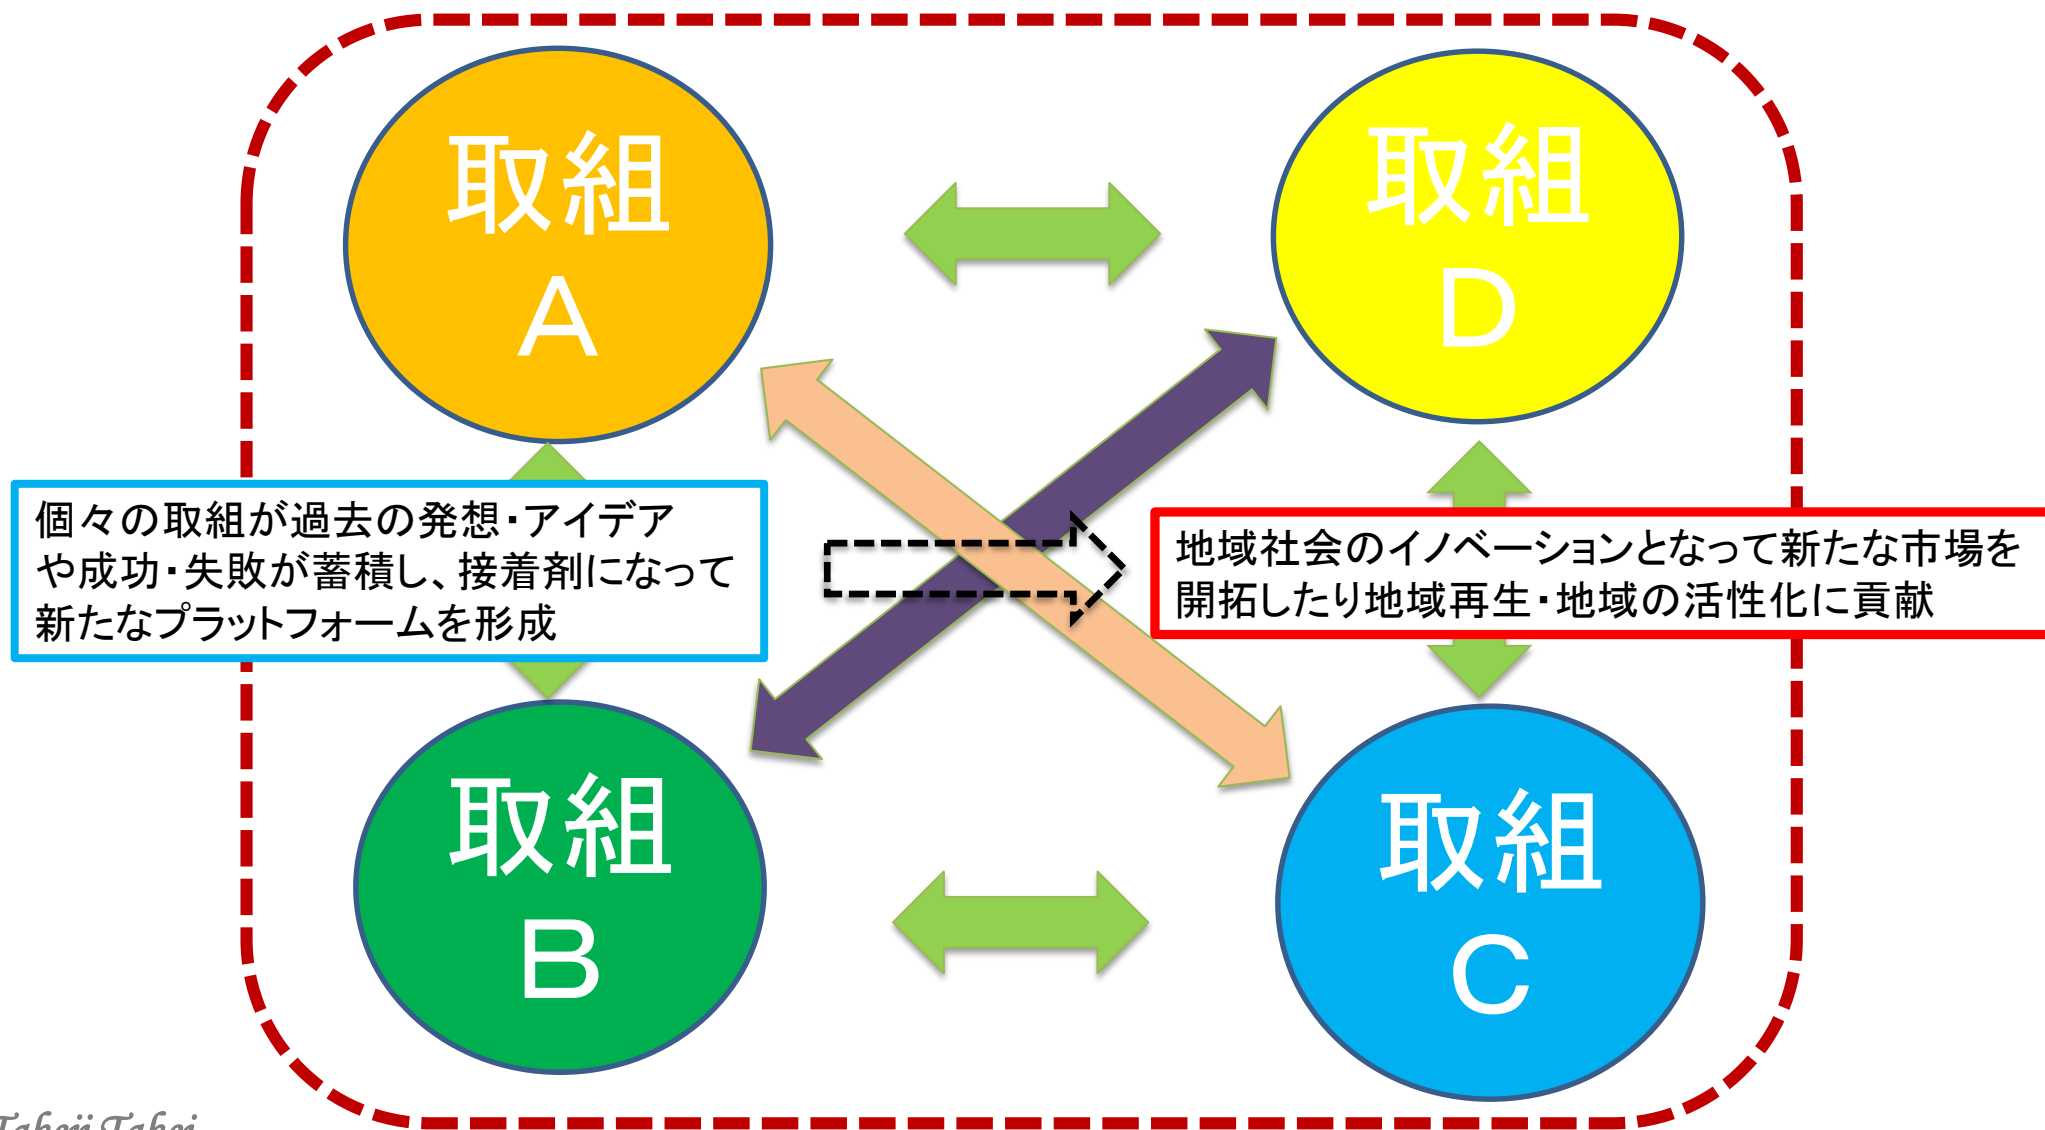 取組
A
取組
D
個々の取組が過去の発想・アイデア
や成功・失敗が蓄積し、接着剤になって
新たなプラットフォームを形成
地域社会のイノベーションとなって新たな市場を
開拓したり地域再生・地域の活性化に貢献
取組
B
取組
C